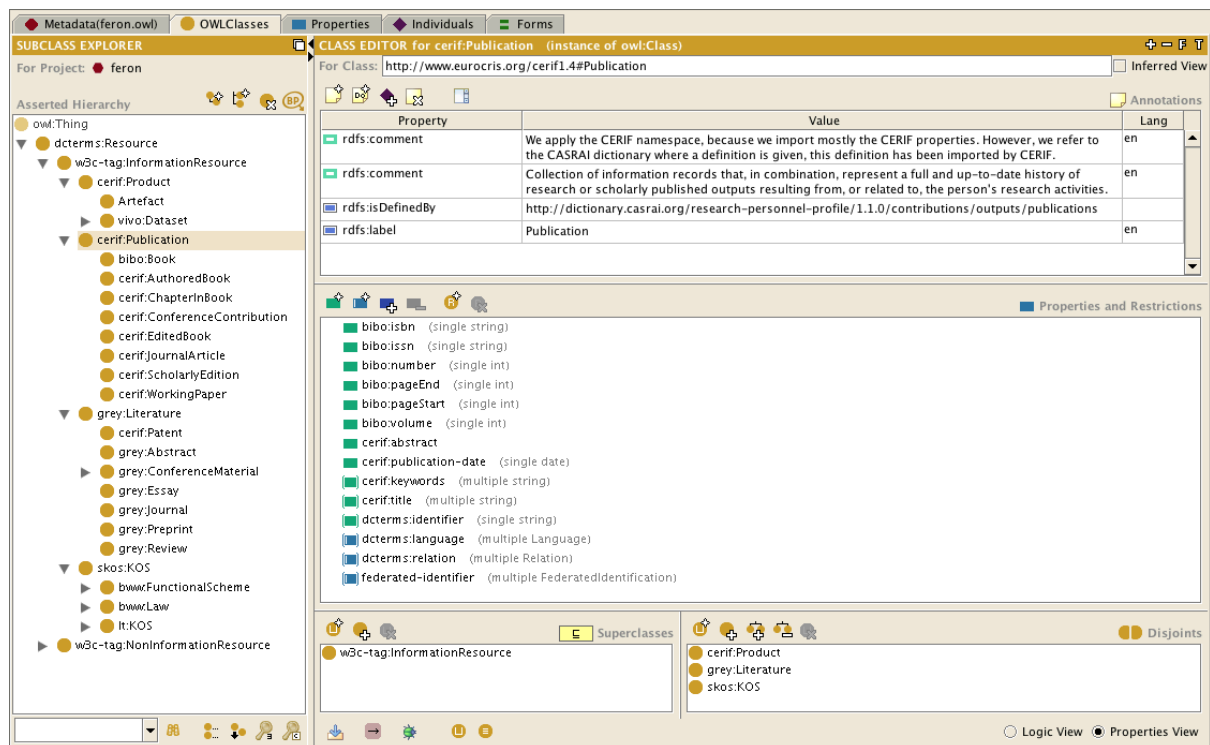 Metadata(feron.owl) OWLClasses Properties Individuals Forms
SUBCLASS EXPLORER
For Project: feron
Asserted Hierarchy
owl:Thing
dcterms:Resource
w3c-tag:InformationResource
cerif:Product
Artefact
vivo:Dataset
cerif:Publication
bibo:Book
cerif:AuthoredBook
cerif:ChapterInBook
cerif:ConferenceContribution
cerif:EditedBook
cerif:JournalArticle
cerif:ScholarlyEdition
cerif:WorkingPaper
grey:Literature
cerif:Patent
grey:Abstract
grey:ConferenceMaterial
grey:Essay
grey:Journal
grey:Preprint
grey:Review
skos:KOS
bww:FunctionalScheme
bww:Law
lt:KOS
w3c-tag:NonInformationResource
CLASS EDITOR for cerif:Publication (instance of owl:Class)
For Class: http://www.eurocris.org/cerif1.4#Publication Inferred View
Annotations
Property Value Lang
rdfs:comment We apply the CERIF namespace, because we import mostly the CERIF properties. However, we refer to en
the CASRAI dictionary where a definition is given, this definition has been imported by CERIF.
rdfs:comment Collection of information records that, in combination, represent a full and up-to-date history of en
research or scholarly published outputs resulting from, or related to, the person's research activities.
rdfs:isDefinedBy http://dictionary.casrai.org/research-personnel-profile/1.1.0/contributions/outputs/publications
rdfs:label Publication en
Properties and Restrictions
bibo:isbn (single string)
bibo:issn (single string)
bibo:number (single int)
bibo:pageEnd (single int)
bibo:pageStart (single int)
bibo:volume (single int)
cerif:abstract
cerif:publication-date (single date)
cerif:keywords (multiple string)
cerif:title (multiple string)
dcterms:identifier (single string)
dcterms:language (multiple Language)
dcterms:relation (multiple Relation)
federated-identifier (multiple FederatedIdentification)
Superclasses
w3c-tag:InformationResource
Disjoints
cerif:Product
grey:Literature
skos:KOS
Logic View Properties View